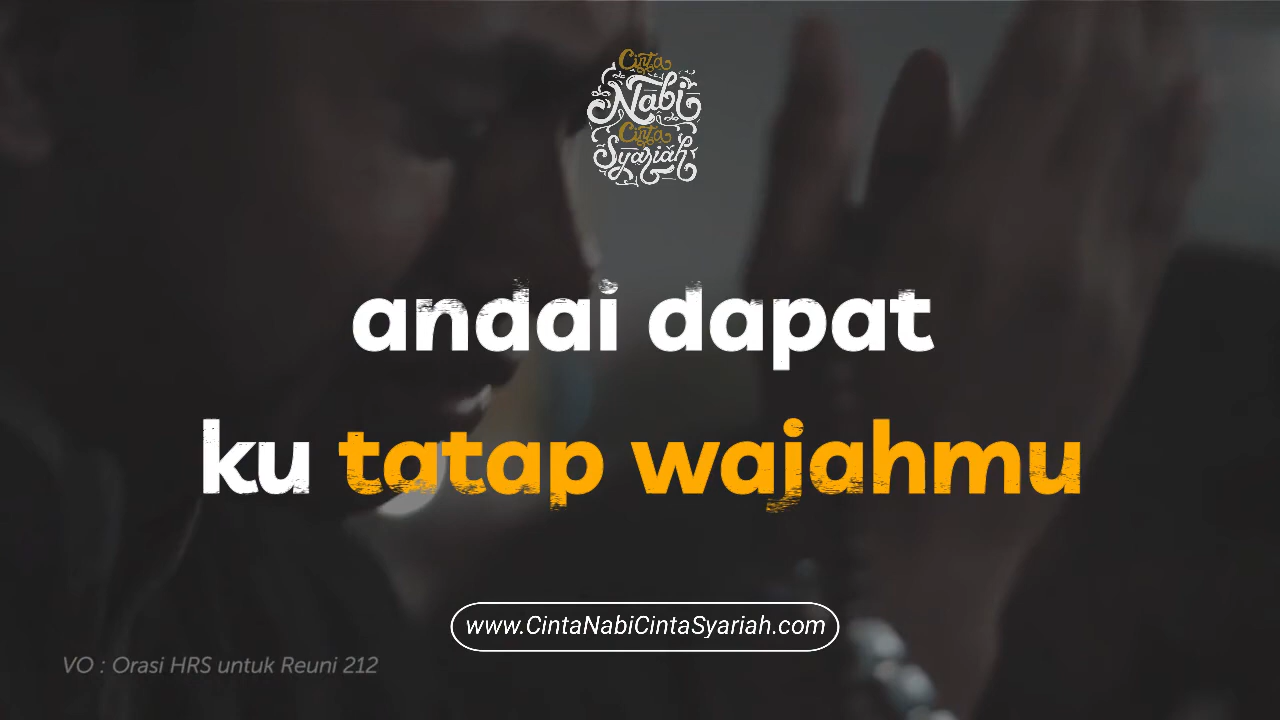 Cinta
Nabi
Cinta
Syariah
andai dapat
ku tatap wajahmu
www.CintaNabiCintaSyariah.com
VO : Orasi HRS untuk Reuni 212